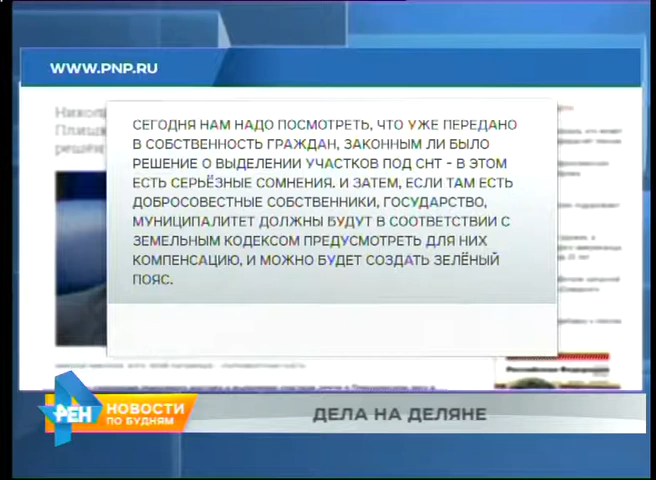 WWW.PNP.RU
СЕГОДНЯ НАМ НАДО ПОСМОТРЕТЬ, ЧТО УЖЕ ПЕРЕДАНО
В СОБСТВЕННОСТЬ ГРАЖДАН, ЗАКОННЫМ ЛИ БЫЛО
РЕШЕНИЕ О ВЫДЕЛЕНИИ УЧАСТКОВ ПОД СНТ - В ЭТОМ
ЕСТЬ СЕРЬЁЗНЫЕ СОМНЕНИЯ. И ЗАТЕМ, ЕСЛИ ТАМ ЕСТЬ
ДОБРОСОВЕСТНЫЕ СОБСТВЕННИКИ, ГОСУДАРСТВО,
МУНИЦИПАЛИТЕТ ДОЛЖНЫ БУДУТ В СООТВЕТСТВИИ С
ЗЕМЕЛЬНЫМ КОДЕКСОМ ПРЕДУСМОТРЕТЬ ДЛЯ НИХ
КОМПЕНСАЦИЮ, И МОЖНО БУДЕТ СОЗДАТЬ ЗЕЛЁНЫЙ
ПОЯС.
РЕН
НОВОСТИ
ПО БУДНЯМ
ДЕЛА НА ДЕЛЯНЕ